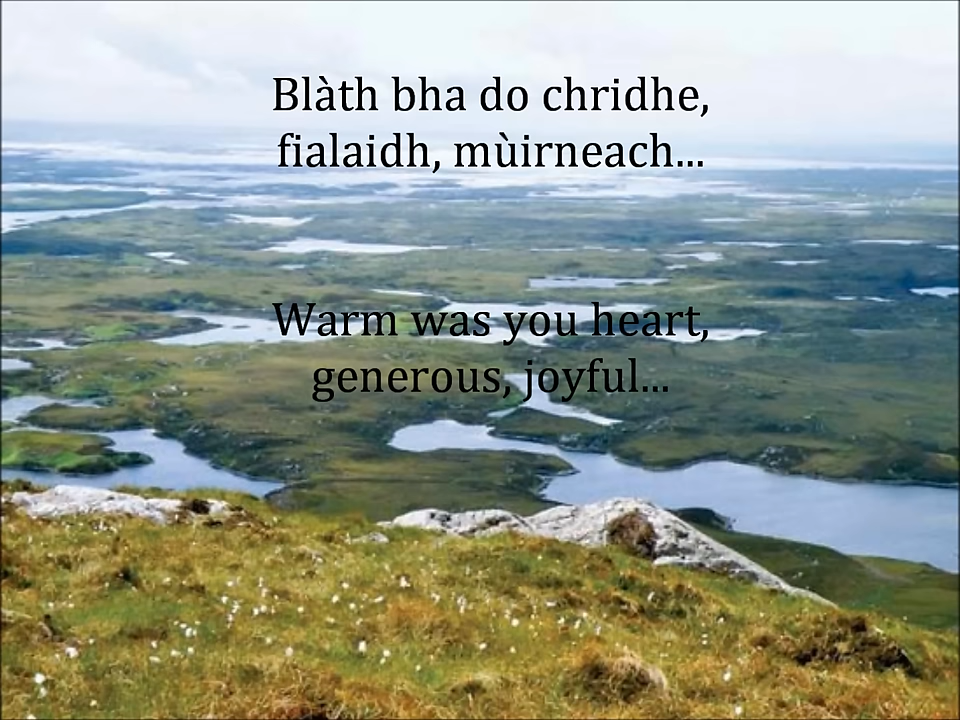 Blàth bha do chridhe,
fialaidh, mùirneach...
Warm was you heart,
generous, joyful...